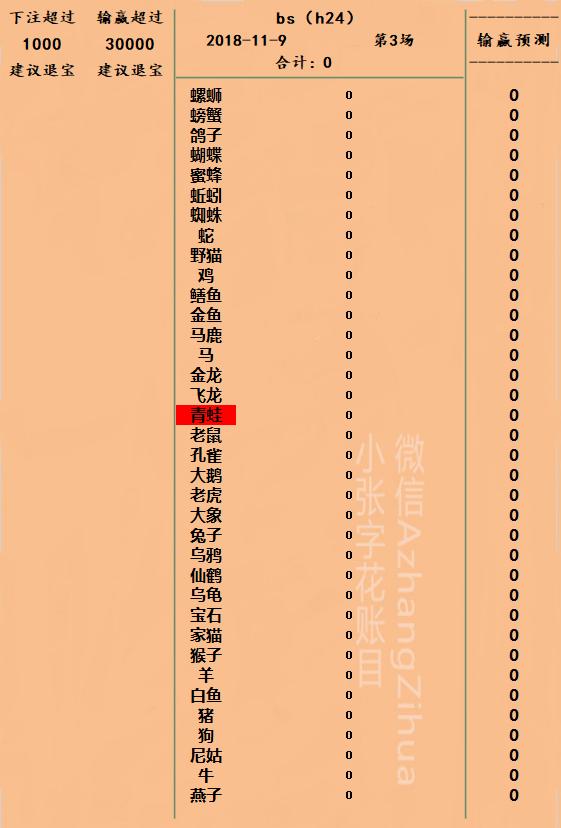 下注超过 输赢超过
1000 30000
建议退宝 建议退宝
bs（h24）
2018-11-9 第3场
合计：0
输赢预测
螺蛳 0 0
螃蟹 0 0
鸽子 0 0
蝴蝶 0 0
蜜蜂 0 0
蚯蚓 0 0
蜘蛛 0 0
蛇 0 0
野猫 0 0
鸡 0 0
鳝鱼 0 0
金鱼 0 0
马鹿 0 0
马 0 0
金龙 0 0
飞龙 0 0
青蛙 0 0
老鼠 0 0
孔雀 0 0
大鹅 0 0
老虎 0 0
大象 0 0
兔子 0 0
乌鸦 0 0
仙鹤 0 0
乌龟 0 0
宝石 0 0
家猫 0 0
猴子 0 0
羊 0 0
白鱼 0 0
猪 0 0
狗 0 0
尼姑 0 0
牛 0 0
燕子 0 0
微信AzhangZihua
小张字花账目